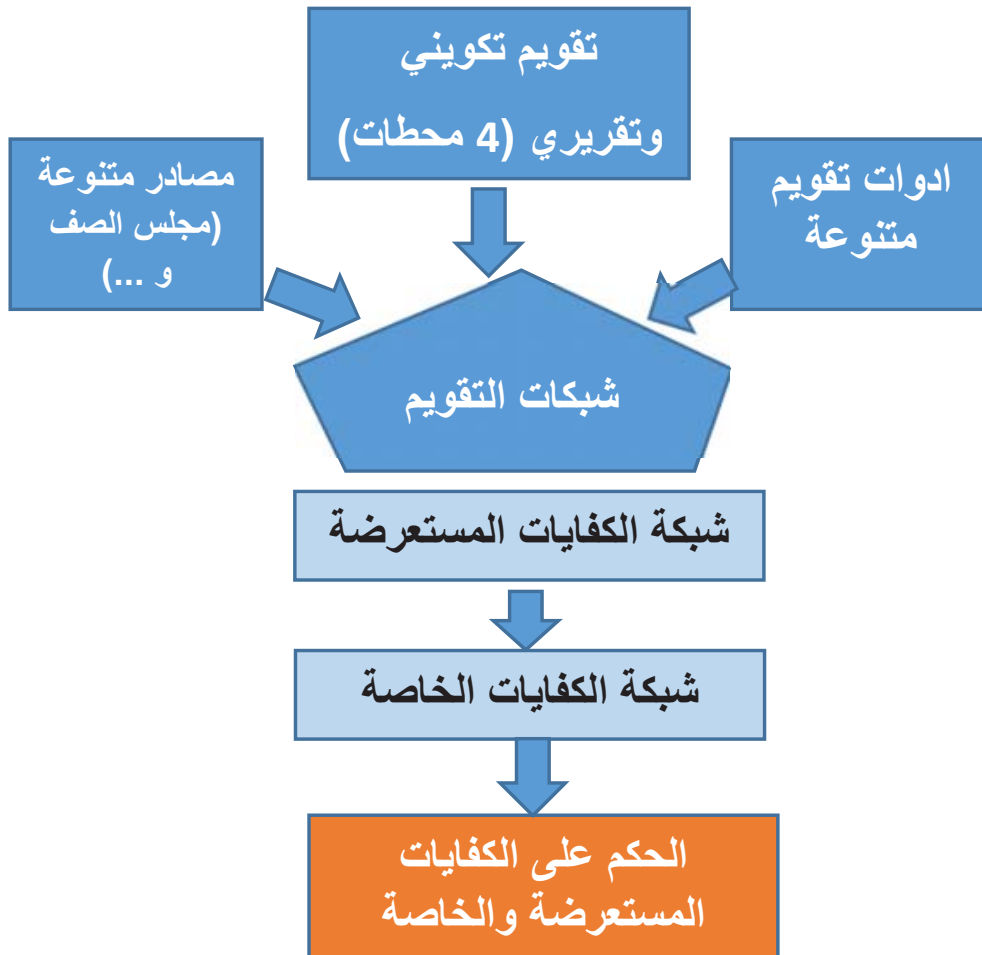 تقويم تكويني
وتقريري (4 محطات)
ادوات تقويم
متنوعة
مصادر متنوعة
(مجلس الصف
و ...)
شبكات التقويم
شبكة الكفايات المستعرضة
شبكة الكفايات الخاصة
الحكم على الكفايات
المستعرضة والخاصة